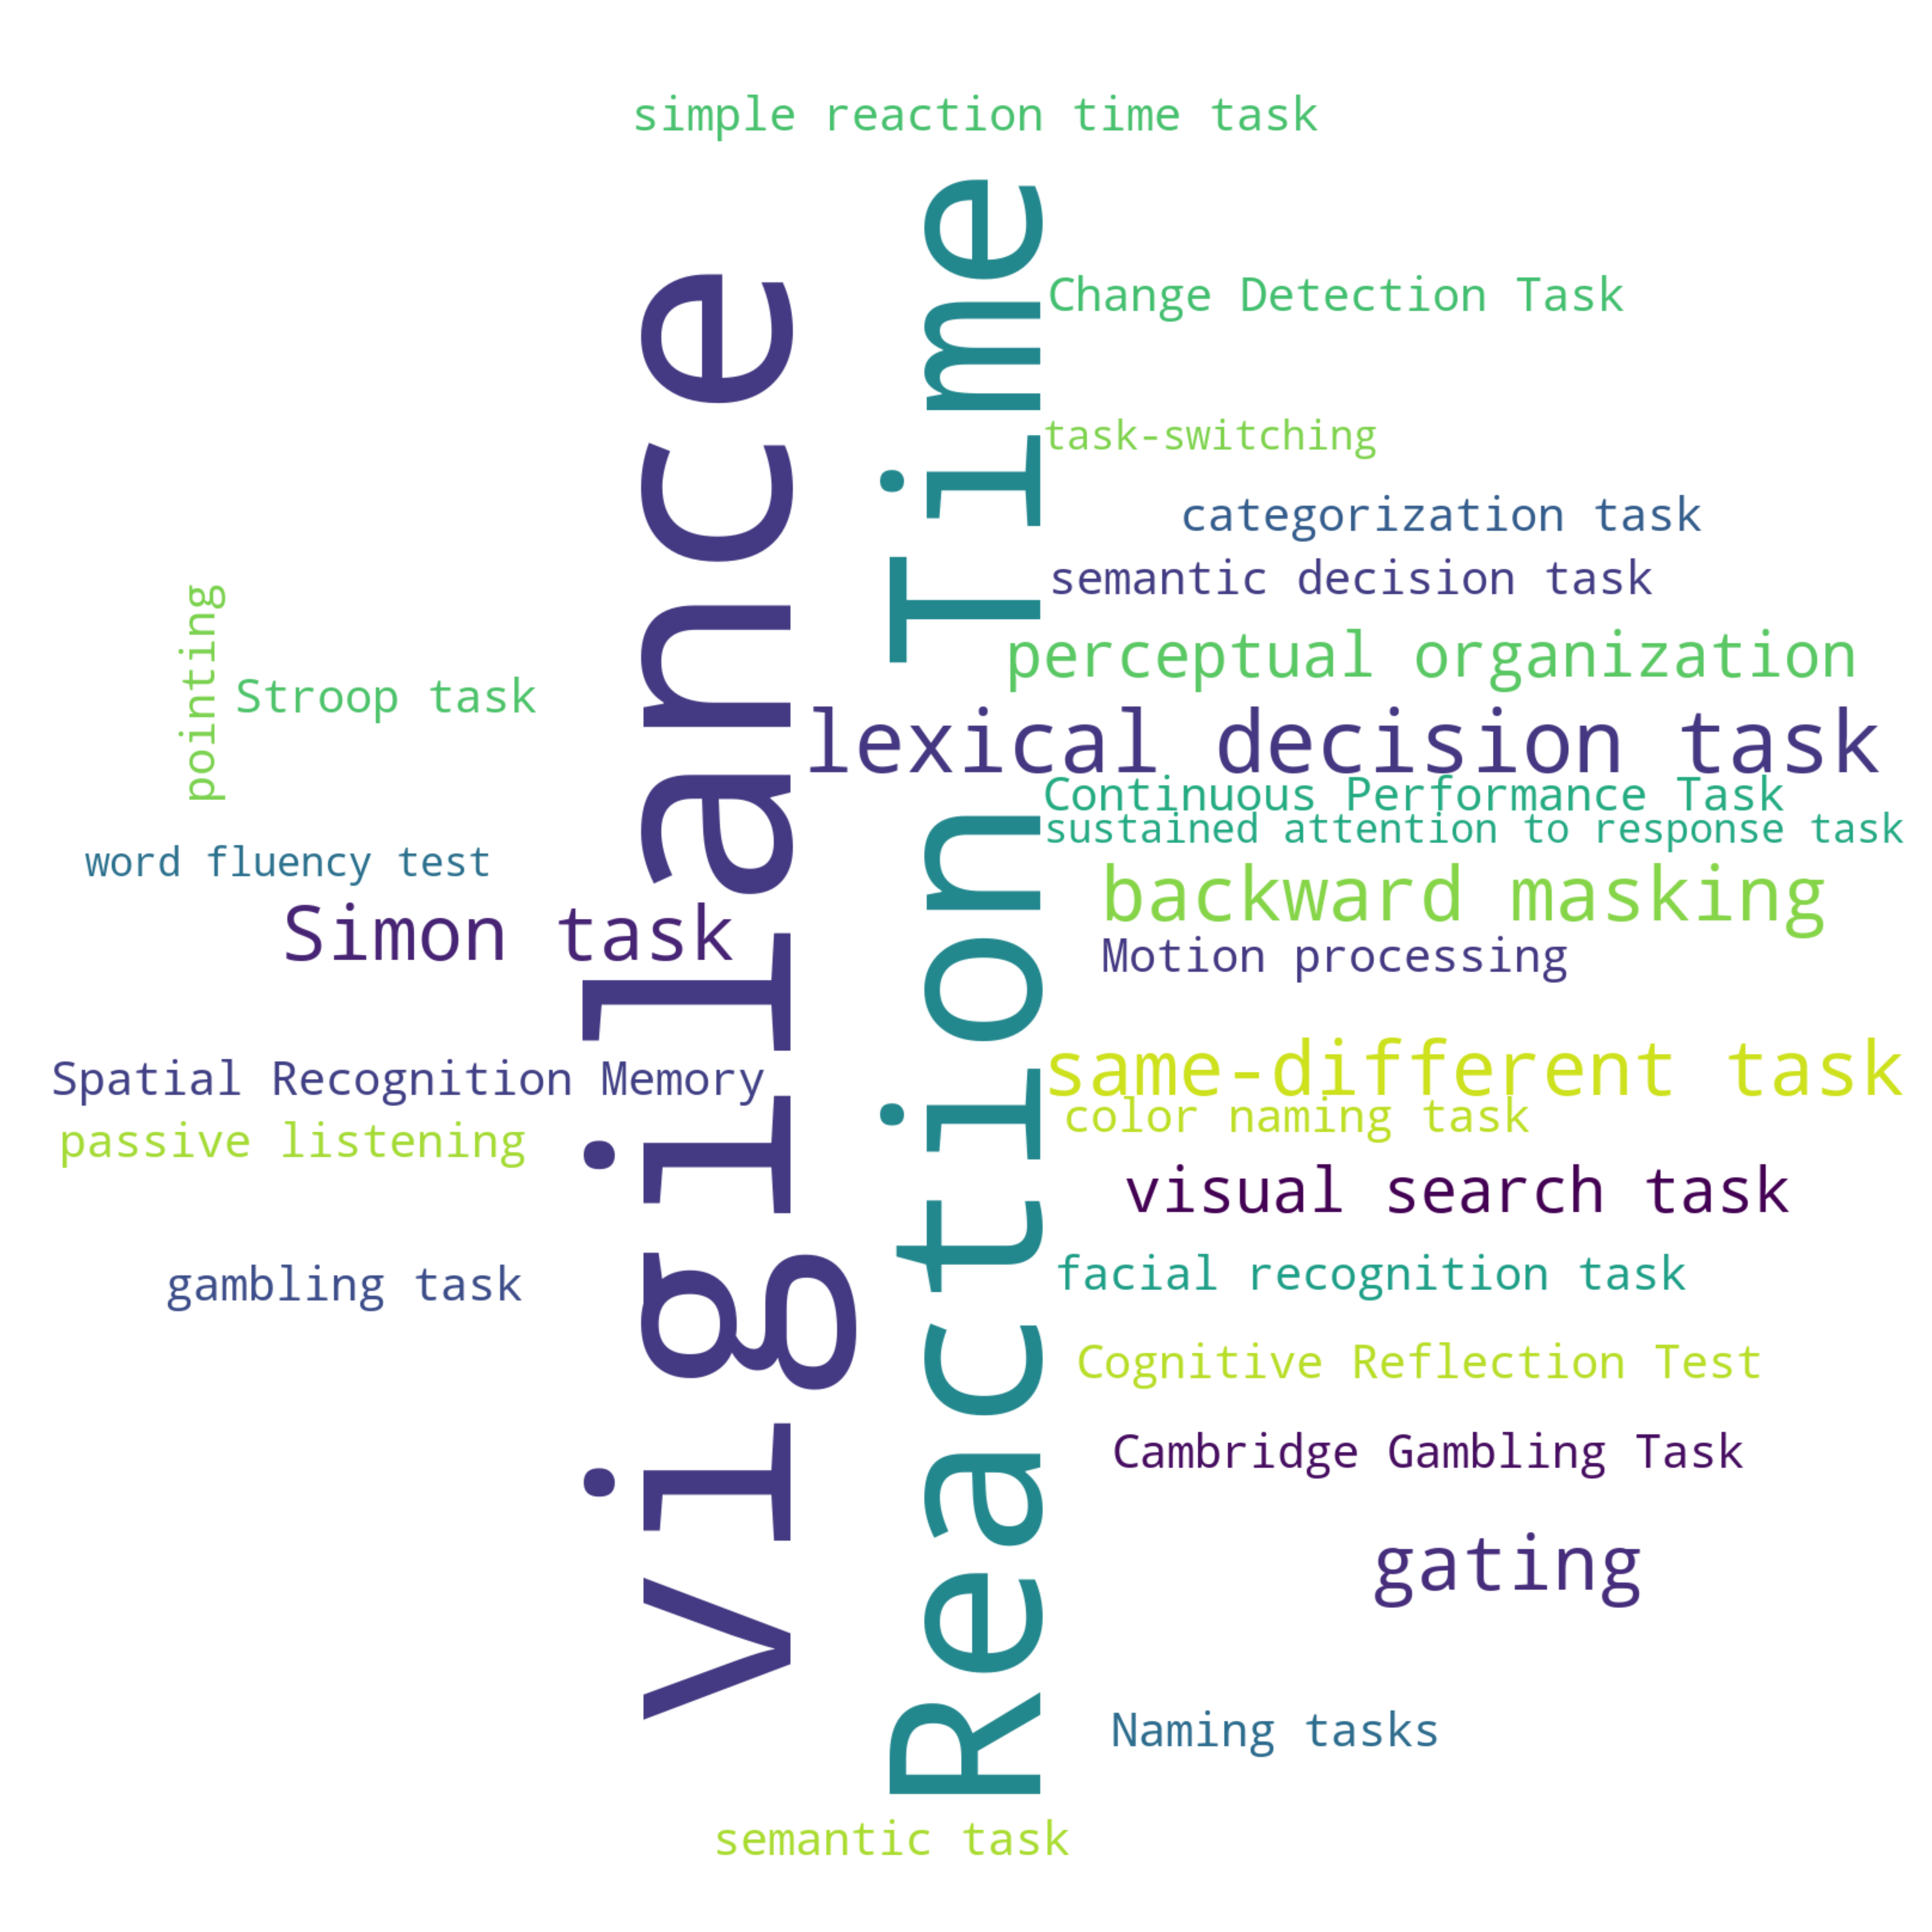 simple reaction time task
vigilance
Reaction Time
Change Detection Task
task-switching
categorization task
semantic decision task
pointing
perceptual organization
Stroop task
lexical decision task
Continuous Performance Task
sustained attention to response task
word fluency test
backward masking
Simon task
Motion processing
same-different task
Spatial Recognition Memory
color naming task
passive listening
visual search task
facial recognition task
gambling task
Cognitive Reflection Test
Cambridge Gambling Task
gating
Naming tasks
semantic task